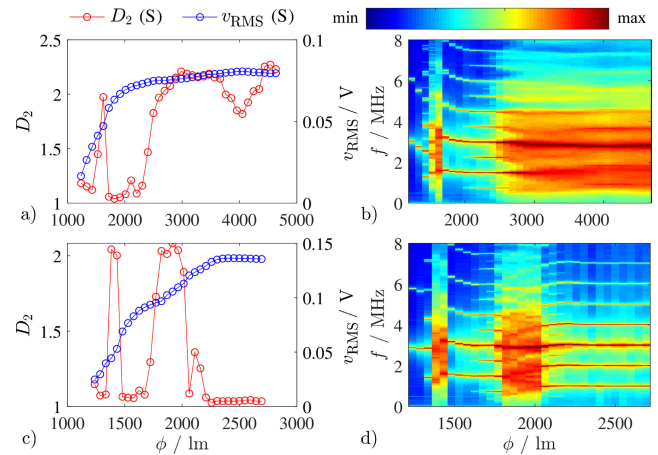 D₂ (S) v_RMS (S) min max
2.5 0.1 8
2 6
D₂ 0.05 v_RMS / V f / MHz 4
1.5 2
1 0 0
1000 2000 3000 4000 5000 2000 3000 4000
a) b)
2 0.15 8
0.1 6
D₂ 1.5 v_RMS / V f / MHz 4
0.05 2
1 0 0
1000 1500 2000 2500 3000 1500 2000 2500
c) ϕ / lm d) ϕ / lm